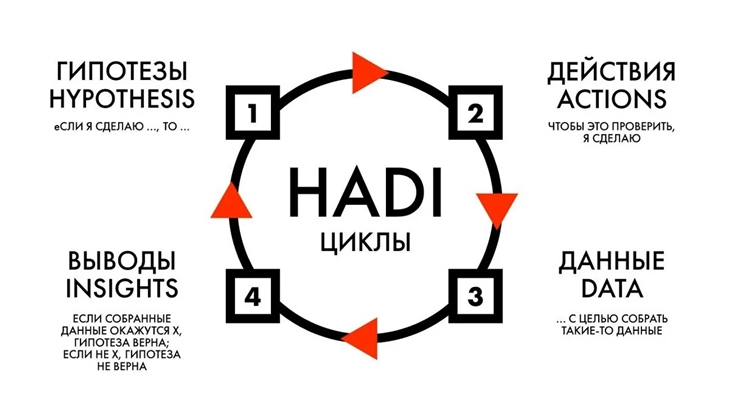 ГИПОТЕЗЫ
HYPOTHESIS
еСЛИ Я СДЕЛАЮ ..., ТО ...
1
2
ДЕЙСТВИЯ
ACTIONS
ЧТОБЫ ЭТО ПРОВЕРИТЬ,
Я СДЕЛАЮ
HADI
ЦИКЛЫ
ВЫВОДЫ
INSIGHTS
ЕСЛИ СОБРАННЫЕ
ДАННЫЕ ОКАЖУТСЯ X,
ГИПОТЕЗА ВЕРНА;
ЕСЛИ НЕ X, ГИПОТЕЗА
НЕ ВЕРНА
4
3
ДАННЫЕ
DATA
... С ЦЕЛЬЮ СОБРАТЬ
ТАКИЕ-ТО ДАННЫЕ